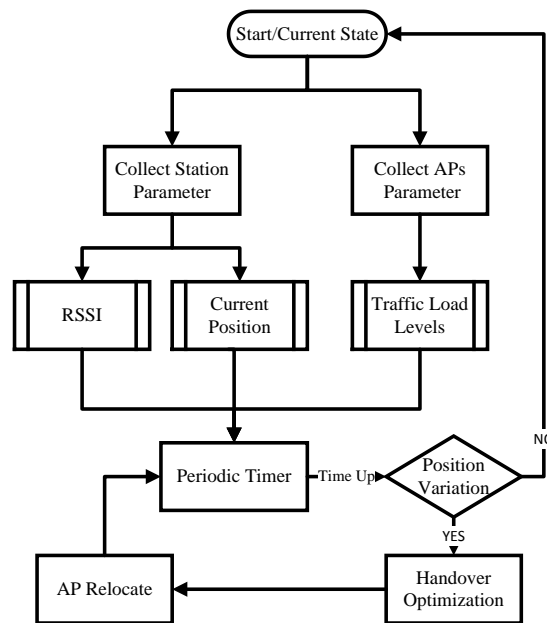 Start/Current State
Collect Station
Parameter
Collect APs
Parameter
RSSI
Current
Position
Traffic Load
Levels
Periodic Timer
Time Up
Position
Variation
NO
YES
AP Relocate
Handover
Optimization